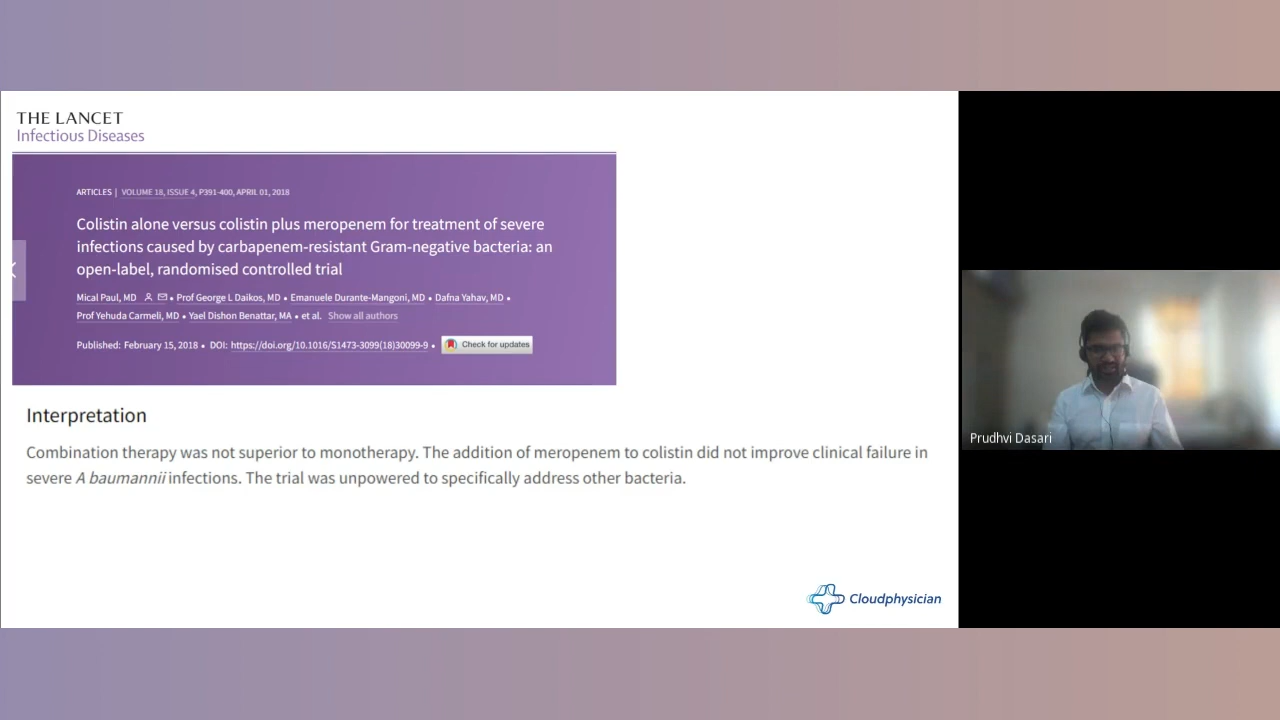 THE LANCET
Infectious Diseases
ARTICLES | VOLUME 18, ISSUE 4, P391-400, APRIL 01, 2018
Colistin alone versus colistin plus meropenem for treatment of severe
infections caused by carbapenem-resistant Gram-negative bacteria: an
open-label, randomised controlled trial
Mical Paul, MD • Prof George L Daikos, MD • Emanuele Durante-Mangoni, MD • Dafna Yahav, MD •
Prof Yehuda Carmeli, MD • Yael Dishon Benattar, MA • et al. Show all authors
Published: February 15, 2018 • DOI: https://doi.org/10.1016/S1473-3099(18)30099-9 • Check for updates
Interpretation
Combination therapy was not superior to monotherapy. The addition of meropenem to colistin did not improve clinical failure in
severe A baumannii infections. The trial was unpowered to specifically address other bacteria.
Cloudphysician
Prudhvi Dasari